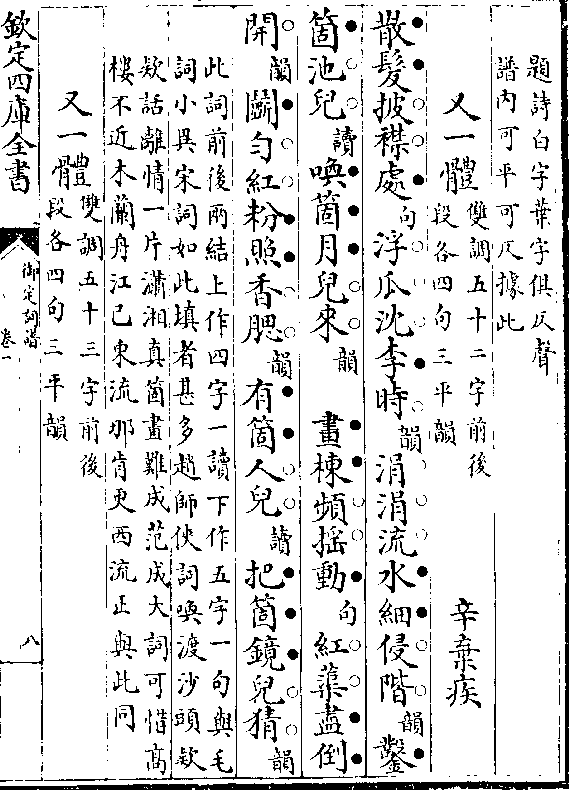 題詩白字葉字俱仄聲
譜内可平可仄據此
又一體 雙調五十二字前後
段各四句三平韻 辛棄疾
散髮披襟處句浮瓜沈李時韻涓涓流水細侵階韻鑿
箇池兒讀喚箇月兒來韻 畫棟頻摇動句紅蕖盡倒
開韻鬭勻紅粉照香腮韻有箇人兒讀把箇鏡兒猜韻
此詞前後兩結上作四字一讀下作五字一句與毛
詞小異宋詞如此填者甚多趙師俠詞喚渡沙頭欸
欸話離情一片瀟湘真箇畫難成范成大詞可惜高
樓不近木蘭舟江已東流那肯更西流正與此同
又一體 雙調五十三字前後
段各四句三平韻
欽定四庫全書
御定詞譜
卷一
八